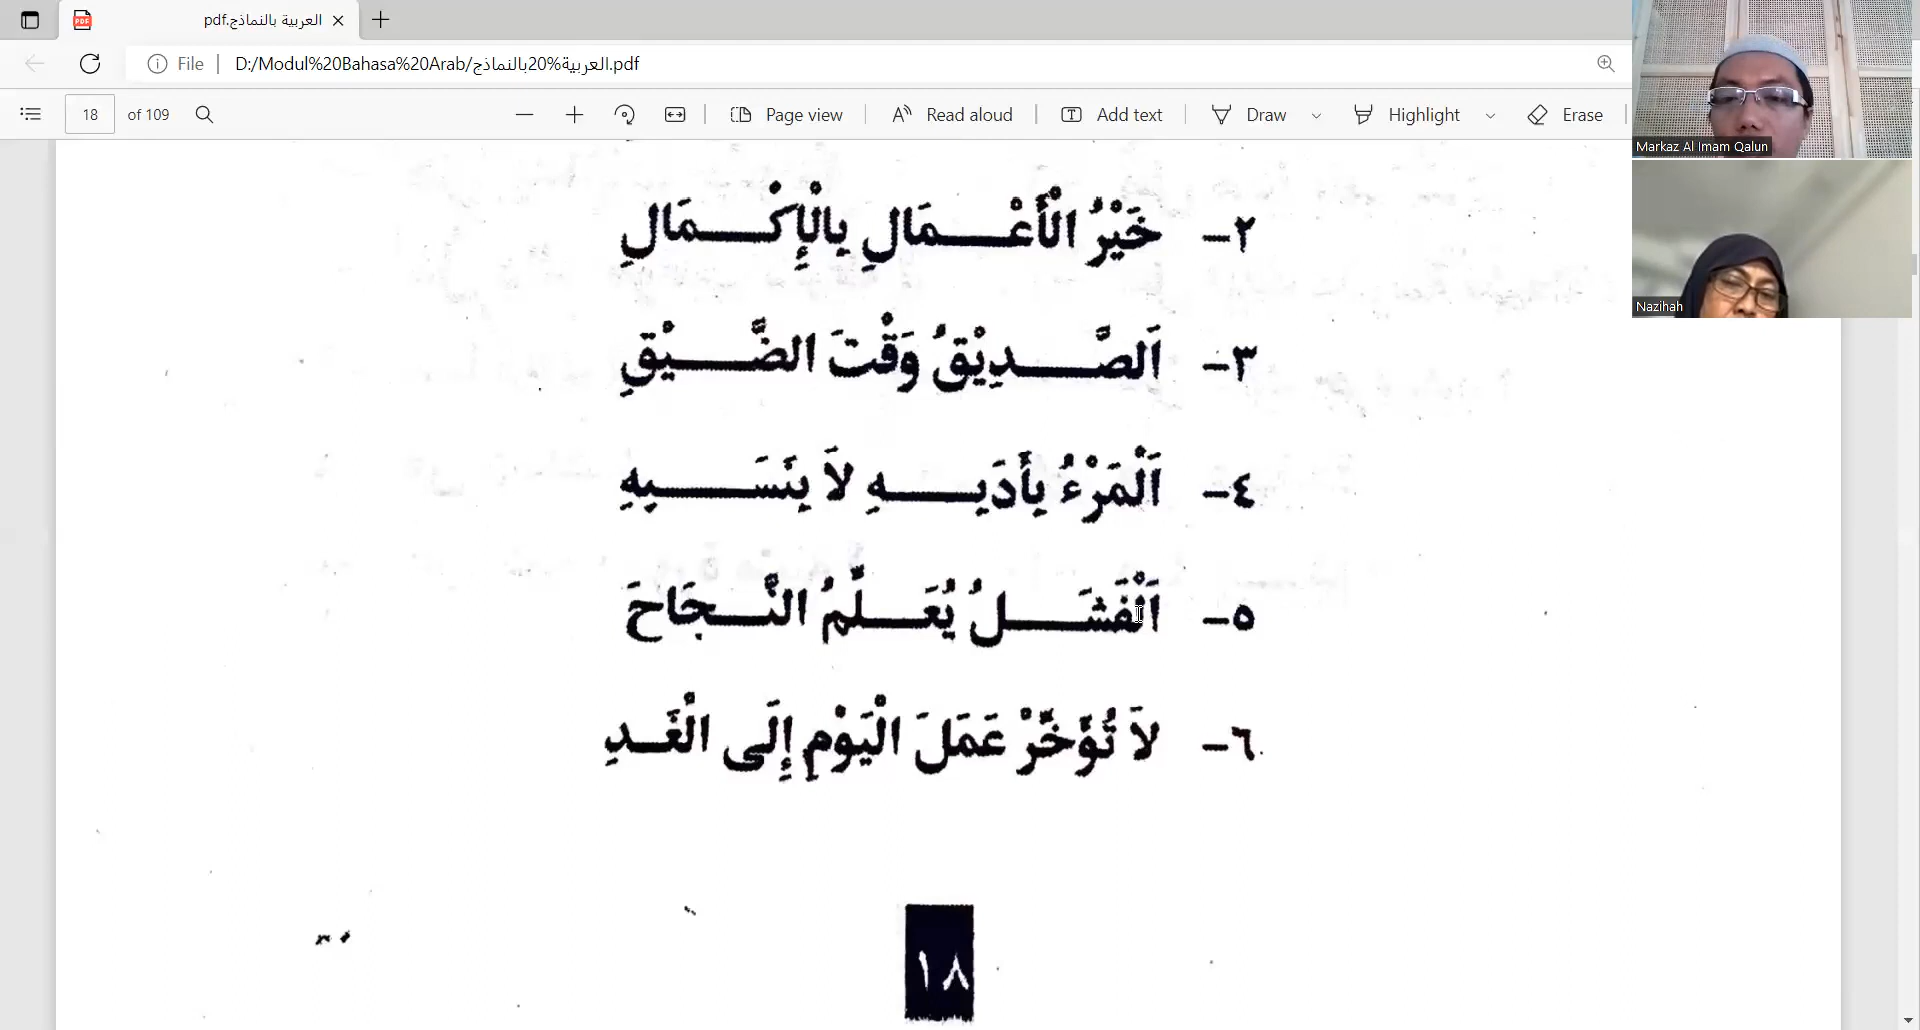 العربية بالنماذج.pdf
File
D:/Modul%20Bahasa%20Arab/العربية%20بالنماذج.pdf
18 of 109
Page view
Read aloud
Add text
Draw
Highlight
Erase
Markaz Al Imam Qalun
Nazihah
٢- خَيْرُ الْأَعْمَالِ بِالْإِكْمَالِ
٣- اَلصَّدِيْقُ وَقْتَ الضَّيْقِ
٤- اَلْمَرْءُ بِأَدَبِهِ لاَ بِنَسَبِهِ
٥- اَلْفَشَلُ يُعَلِّمُ النَّجَاحَ
٦- لاَ تُؤَخِّرْ عَمَلَ الْيَوْمِ إِلَى الْغَدِ
١٨